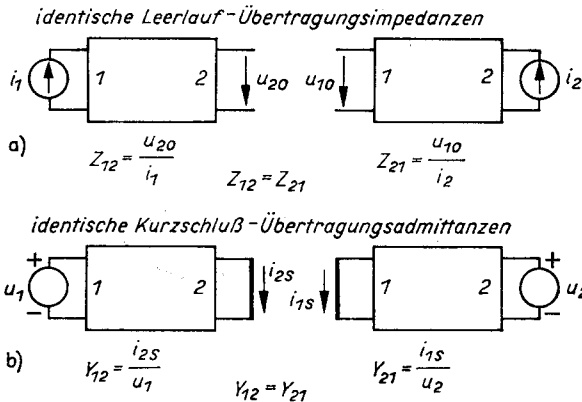 identische Leerlauf-Übertragungsimpedanzen
i₁ 1 2 u₂₀ u₁₀ 1 2 i₂
a) Z₁₂ = u₂₀ / i₁ Z₁₂ = Z₂₁ Z₂₁ = u₁₀ / i₂
identische Kurzschluß-Übertragungsadmittanzen
u₁ + − 1 2 i₂ₛ i₁ₛ 1 2 + − u₂
b) Y₁₂ = i₂ₛ / u₁ Y₁₂ = Y₂₁ Y₂₁ = i₁ₛ / u₂